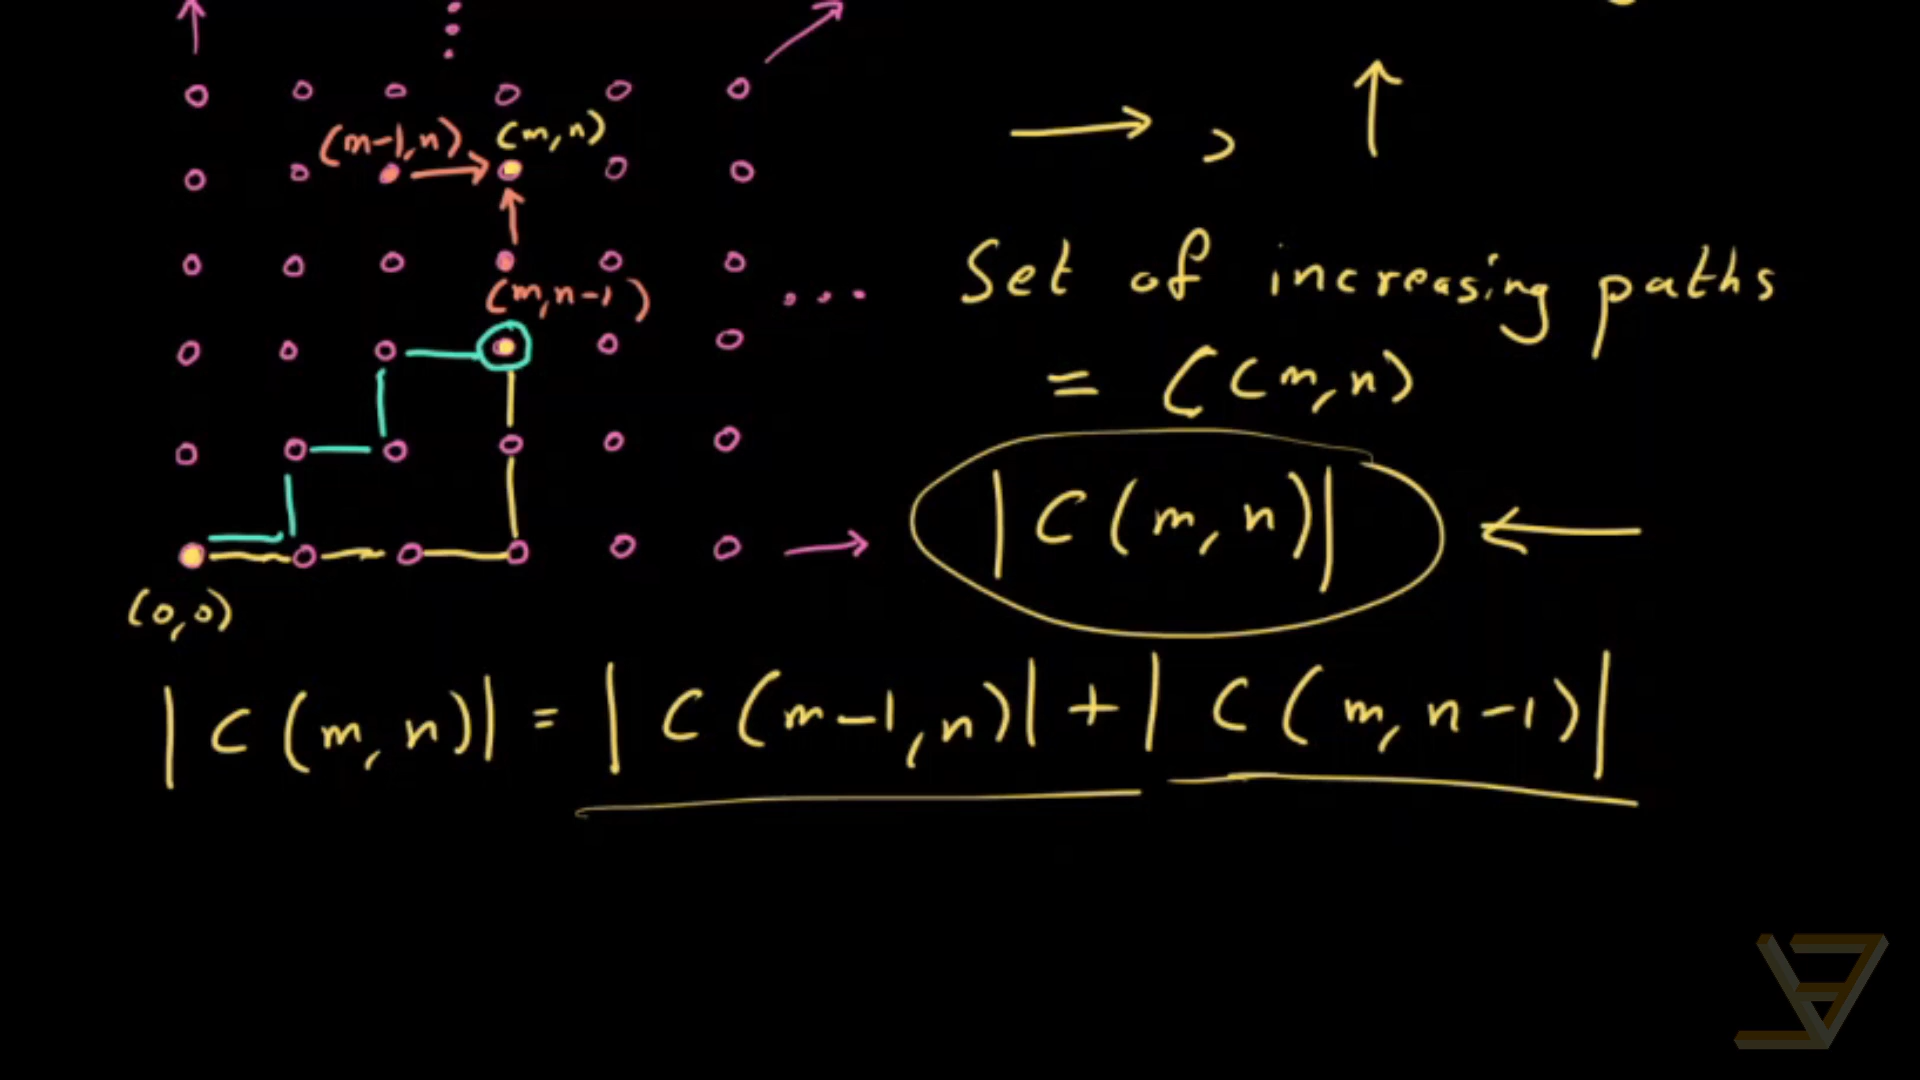 (m-1,n) (m,n)
(m,n-1)
(0,0)
→ , ↑
Set of increasing paths
= C(m,n)
|C(m,n)| ←
|C(m,n)| = |C(m-1,n)| + |C(m,n-1)|